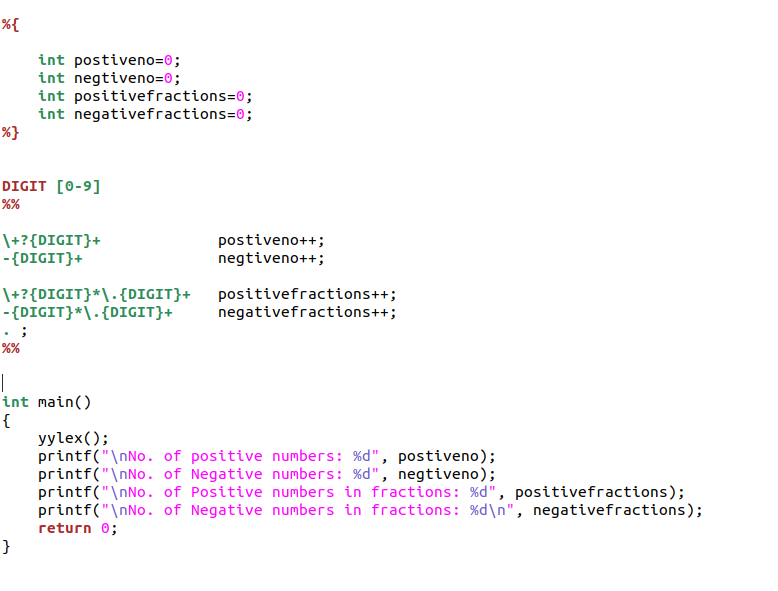 %{
    int postiveno=0;
    int negtiveno=0;
    int positivefractions=0;
    int negativefractions=0;
%}
DIGIT [0-9]
%%
\+?{DIGIT}+             postiveno++;
-{DIGIT}+               negtiveno++;
\+?{DIGIT}*\.{DIGIT}+   positivefractions++;
-{DIGIT}*\.{DIGIT}+     negativefractions++;
. ;
%%
int main()
{
    yylex();
    printf("\nNo. of positive numbers: %d", postiveno);
    printf("\nNo. of Negative numbers: %d", negtiveno);
    printf("\nNo. of Positive numbers in fractions: %d", positivefractions);
    printf("\nNo. of Negative numbers in fractions: %d\n", negativefractions);
    return 0;
}